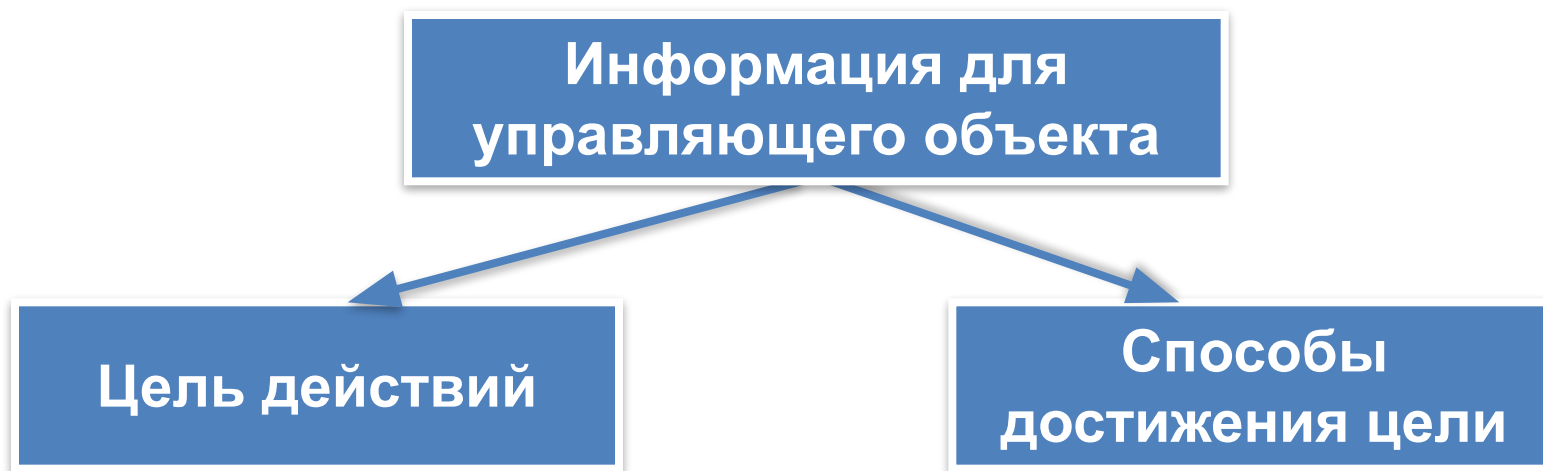 Информация для
управляющего объекта
Цель действий
Способы
достижения цели